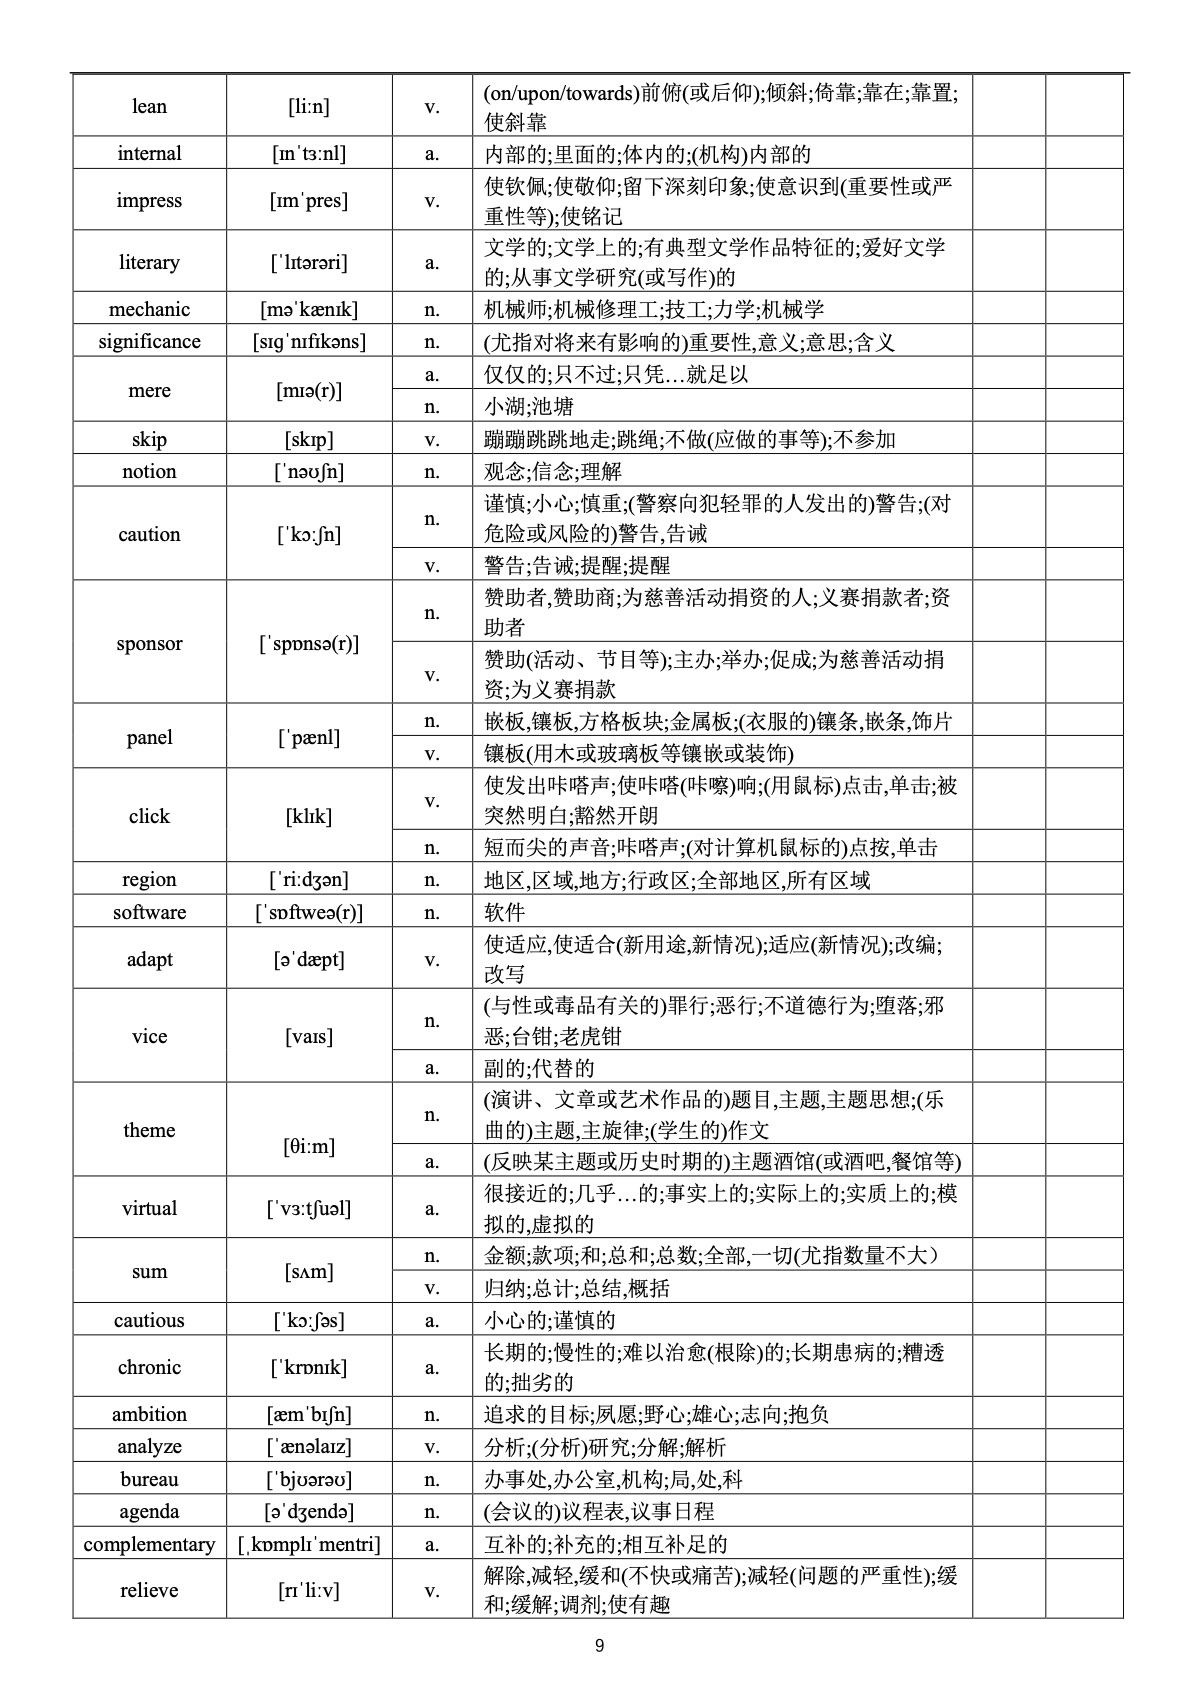 lean [liːn] v. (on/upon/towards)前俯(或后仰);倾斜;倚靠;靠在;靠置;
使斜靠
internal [ɪnˈtɜːnl] a. 内部的;里面的;体内的;(机构)内部的
impress [ɪmˈpres] v. 使钦佩;使敬仰;留下深刻印象;使意识到(重要性或严
重性等);使铭记
literary [ˈlɪtərəri] a. 文学的;文学上的;有典型文学作品特征的;爱好文学
的;从事文学研究(或写作)的
mechanic [məˈkænɪk] n. 机械师;机械修理工;技工;力学;机械学
significance [sɪɡˈnɪfɪkəns] n. (尤指对将来有影响的)重要性,意义;意思;含义
mere [mɪə(r)] a. 仅仅的;只不过;只凭…就足以
n. 小湖;池塘
skip [skɪp] v. 蹦蹦跳跳地走;跳绳;不做(应做的事等);不参加
notion [ˈnəʊʃn] n. 观念;信念;理解
caution [ˈkɔːʃn] n. 谨慎;小心;慎重;(警察向犯轻罪的人发出的)警告;(对
危险或风险的)警告,告诫
v. 警告;告诫;提醒;提醒
sponsor [ˈspɒnsə(r)] n. 赞助者,赞助商;为慈善活动捐资的人;义赛捐款者;资
助者
v. 赞助(活动、节目等);主办;举办;促成;为慈善活动捐
资;为义赛捐款
panel [ˈpænl] n. 嵌板,镶板,方格板块;金属板;(衣服的)镶条,嵌条,饰片
v. 镶板(用木或玻璃板等镶嵌或装饰)
click [klɪk] v. 使发出咔嗒声;使咔嗒(咔嚓)响;(用鼠标)点击,单击;被
突然明白;豁然开朗
n. 短而尖的声音;咔嗒声;(对计算机鼠标的)点按,单击
region [ˈriːdʒən] n. 地区,区域,地方;行政区;全部地区,所有区域
software [ˈsɒftweə(r)] n. 软件
adapt [əˈdæpt] v. 使适应,使适合(新用途,新情况);适应(新情况);改编;
改写
vice [vaɪs] n. (与性或毒品有关的)罪行;恶行;不道德行为;堕落;邪
恶;台钳;老虎钳
a. 副的;代替的
theme [θiːm] n. (演讲、文章或艺术作品的)题目,主题,主题思想;(乐
曲的)主题,主旋律;(学生的)作文
a. (反映某主题或历史时期的)主题酒馆(或酒吧,餐馆等)
virtual [ˈvɜːtʃuəl] a. 很接近的;几乎…的;事实上的;实际上的;实质上的;模
拟的,虚拟的
sum [sʌm] n. 金额;款项;和;总和;总数;全部,一切(尤指数量不大）
v. 归纳;总计;总结,概括
cautious [ˈkɔːʃəs] a. 小心的;谨慎的
chronic [ˈkrɒnɪk] a. 长期的;慢性的;难以治愈(根除)的;长期患病的;糟透
的;拙劣的
ambition [æmˈbɪʃn] n. 追求的目标;夙愿;野心;雄心;志向;抱负
analyze [ˈænəlaɪz] v. 分析;(分析)研究;分解;解析
bureau [ˈbjʊərəʊ] n. 办事处,办公室,机构;局,处,科
agenda [əˈdʒendə] n. (会议的)议程表,议事日程
complementary [ˌkɒmplɪˈmentri] a. 互补的;补充的;相互补足的
relieve [rɪˈliːv] v. 解除,减轻,缓和(不快或痛苦);减轻(问题的严重性);缓
和;缓解;调剂;使有趣
9